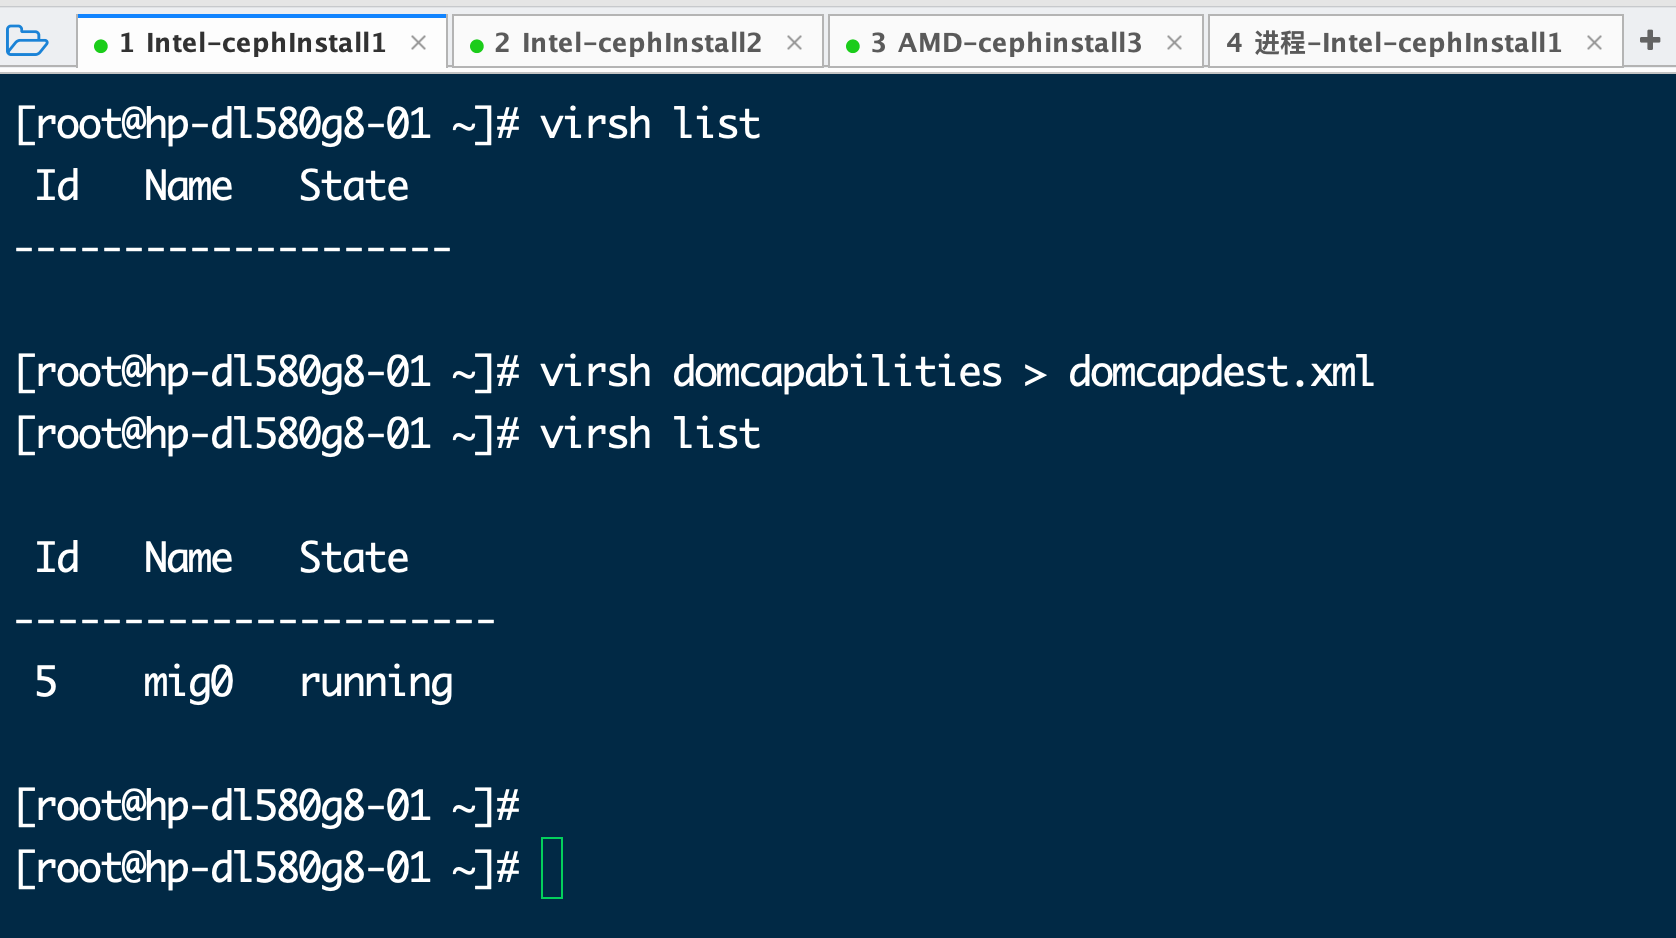 1 Intel-cephInstall1 × 2 Intel-cephInstall2 × 3 AMD-cephinstall3 × 4 进程-Intel-cephInstall1 × +
[root@hp-dl580g8-01 ~]# virsh list
Id   Name   State
--------------------
[root@hp-dl580g8-01 ~]# virsh domcapabilities > domcapdest.xml
[root@hp-dl580g8-01 ~]# virsh list
Id   Name   State
----------------------
5    mig0   running
[root@hp-dl580g8-01 ~]#
[root@hp-dl580g8-01 ~]#